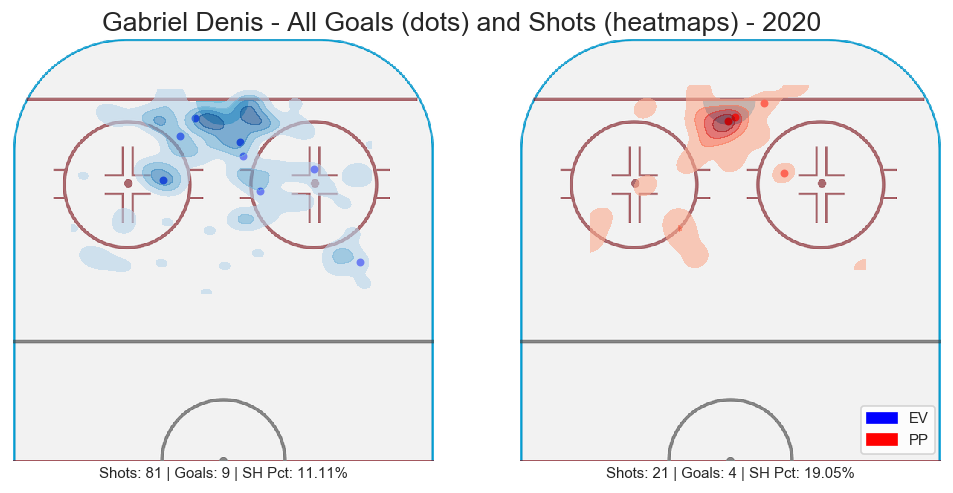 Gabriel Denis - All Goals (dots) and Shots (heatmaps) - 2020
EV
PP
Shots: 81 | Goals: 9 | SH Pct: 11.11%
Shots: 21 | Goals: 4 | SH Pct: 19.05%